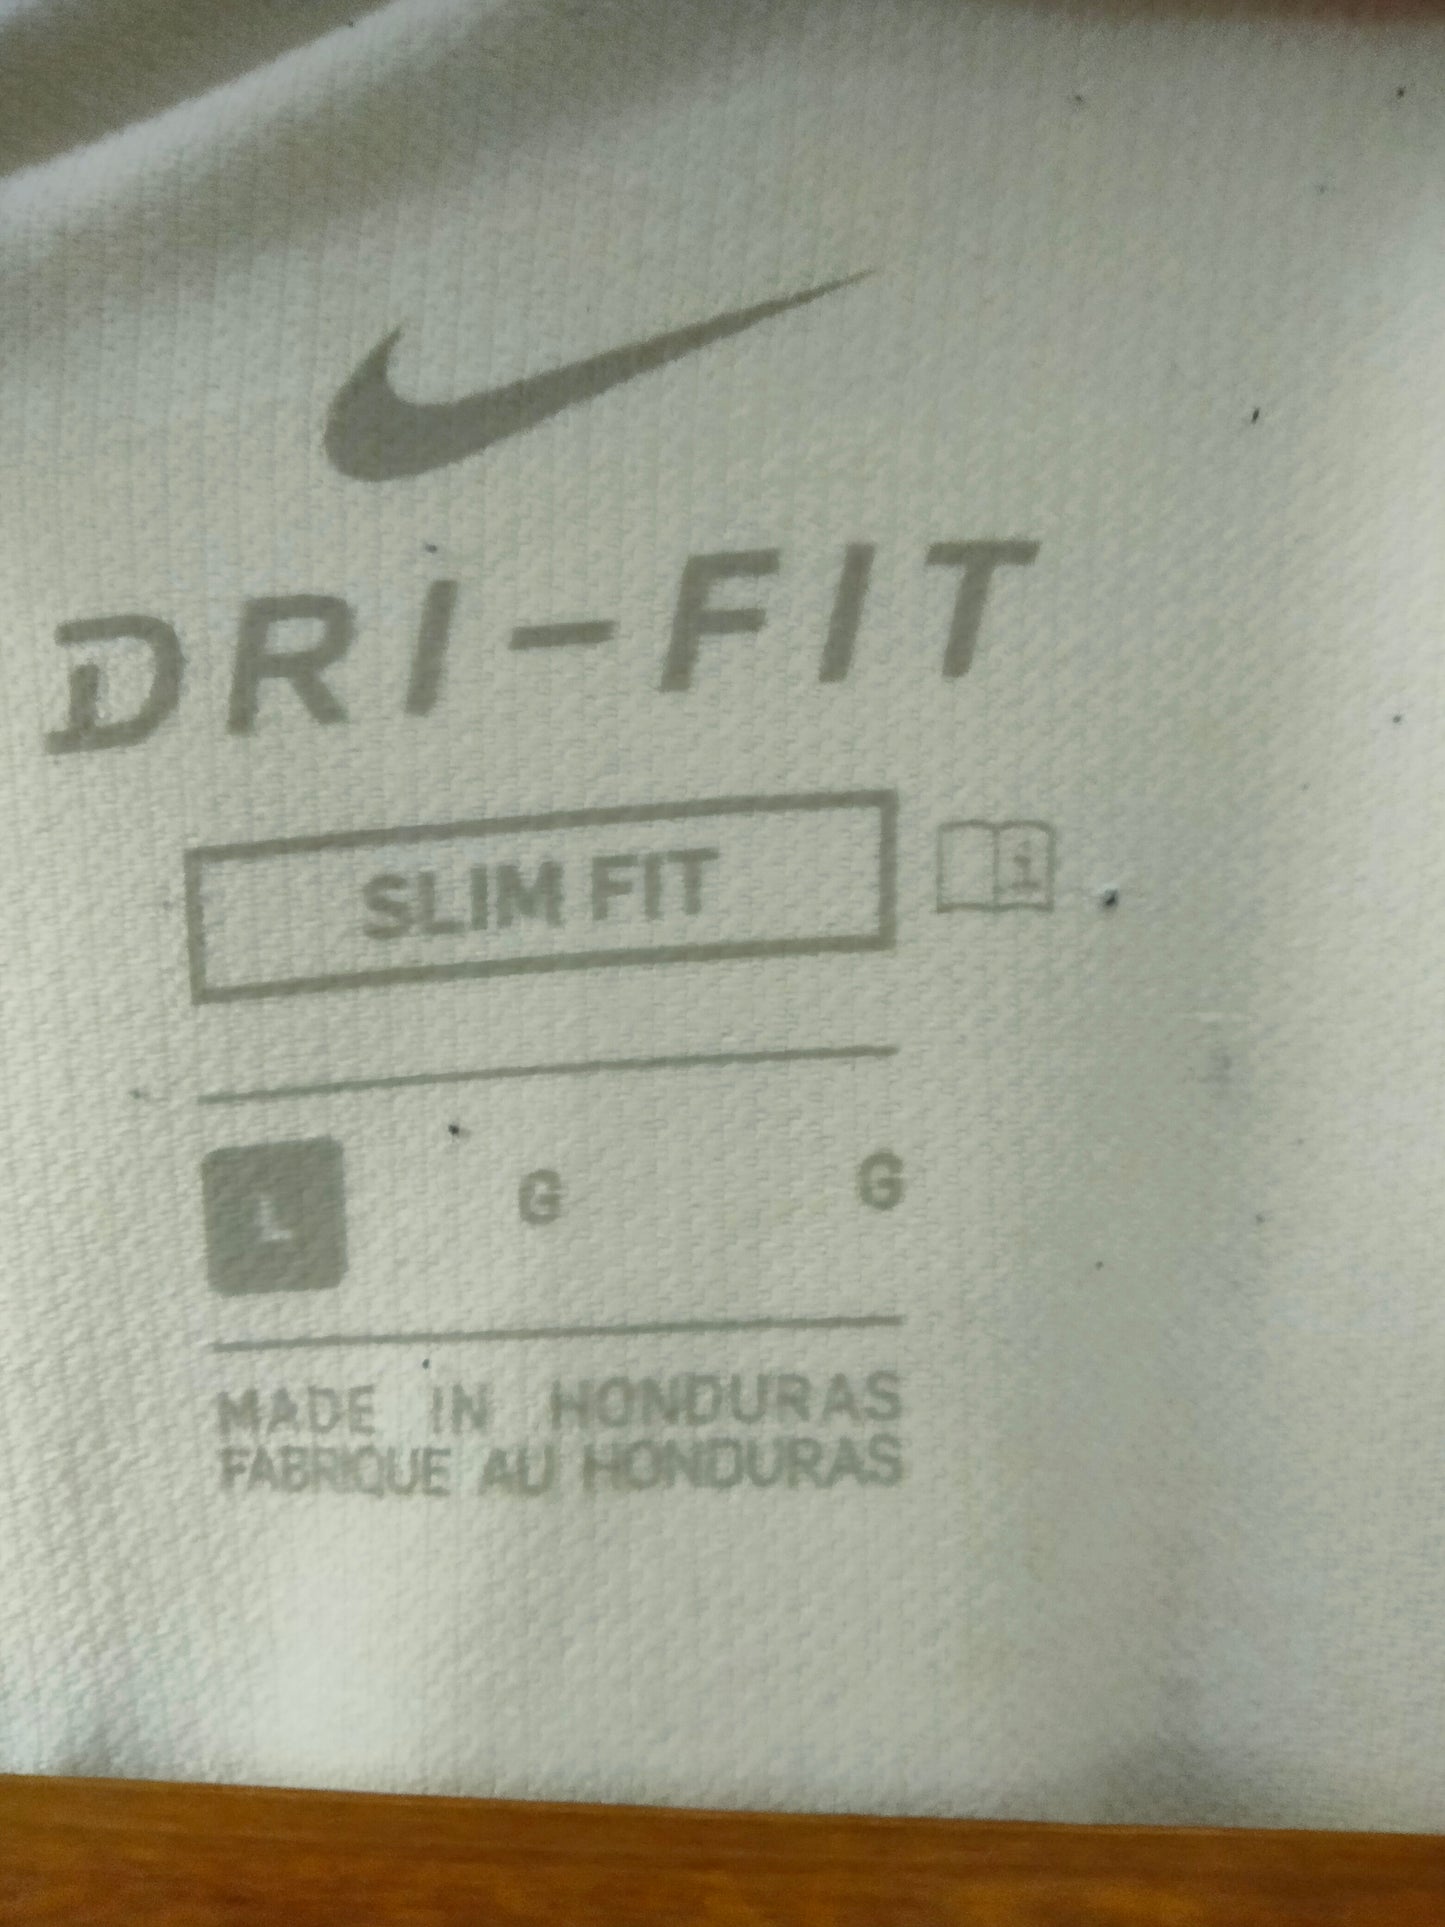 DRI-FIT
SLIM FIT i
L G G
MADE IN HONDURAS
FABRIQUE AU HONDURAS